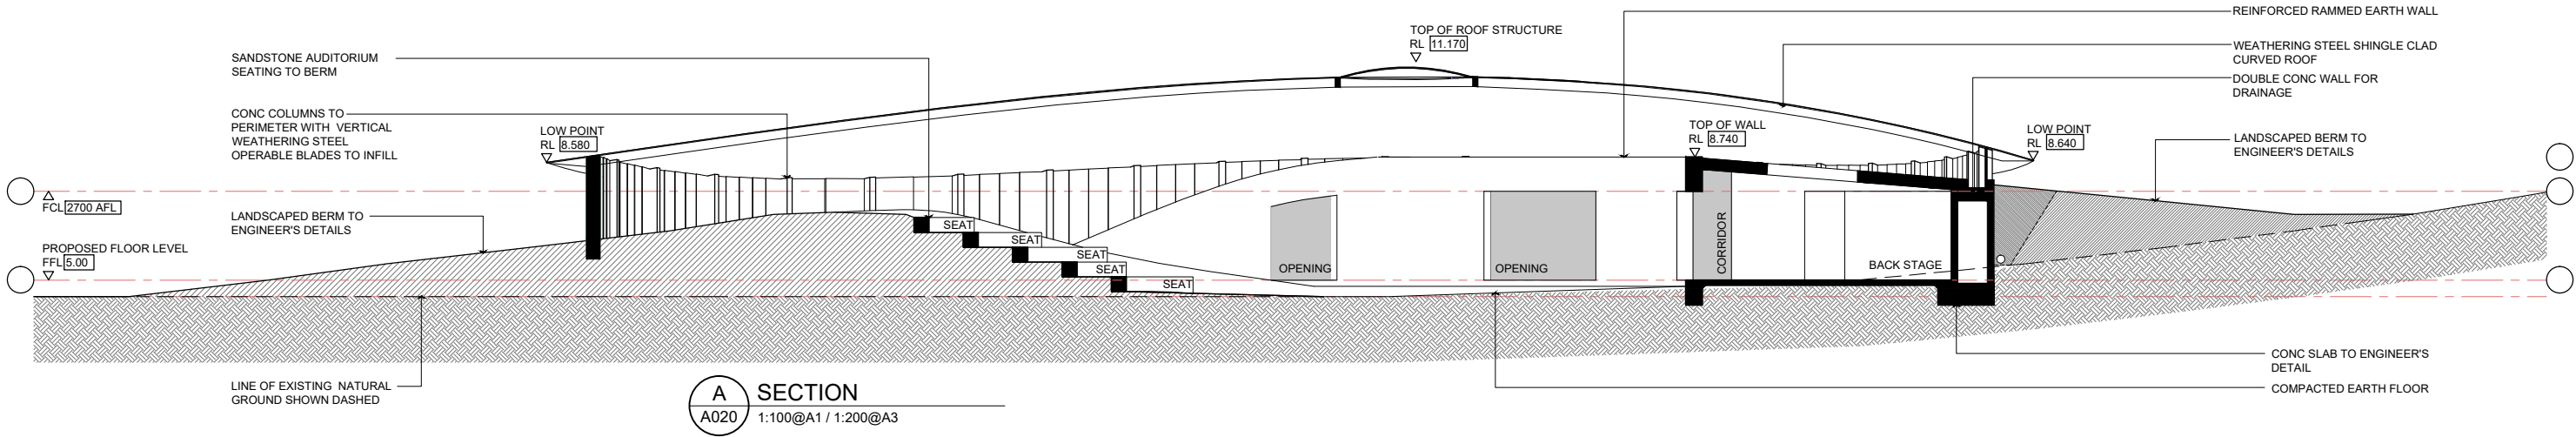 REINFORCED RAMMED EARTH WALL
TOP OF ROOF STRUCTURE
RL 11.170
SANDSTONE AUDITORIUM
SEATING TO BERM
WEATHERING STEEL SHINGLE CLAD
CURVED ROOF
DOUBLE CONC WALL FOR
DRAINAGE
CONC COLUMNS TO
PERIMETER WITH VERTICAL
WEATHERING STEEL
OPERABLE BLADES TO INFILL
LOW POINT
RL 8.580
TOP OF WALL
RL 8.740
LOW POINT
RL 8.640
LANDSCAPED BERM TO
ENGINEER'S DETAILS
FCL 2700 AFL
LANDSCAPED BERM TO
ENGINEER'S DETAILS
PROPOSED FLOOR LEVEL
FFL 5.00
SEAT
SEAT
SEAT
SEAT
SEAT
OPENING
OPENING
CORRIDOR
BACK STAGE
CONC SLAB TO ENGINEER'S
DETAIL
COMPACTED EARTH FLOOR
LINE OF EXISTING NATURAL
GROUND SHOWN DASHED
A
A020
SECTION
1:100@A1 / 1:200@A3